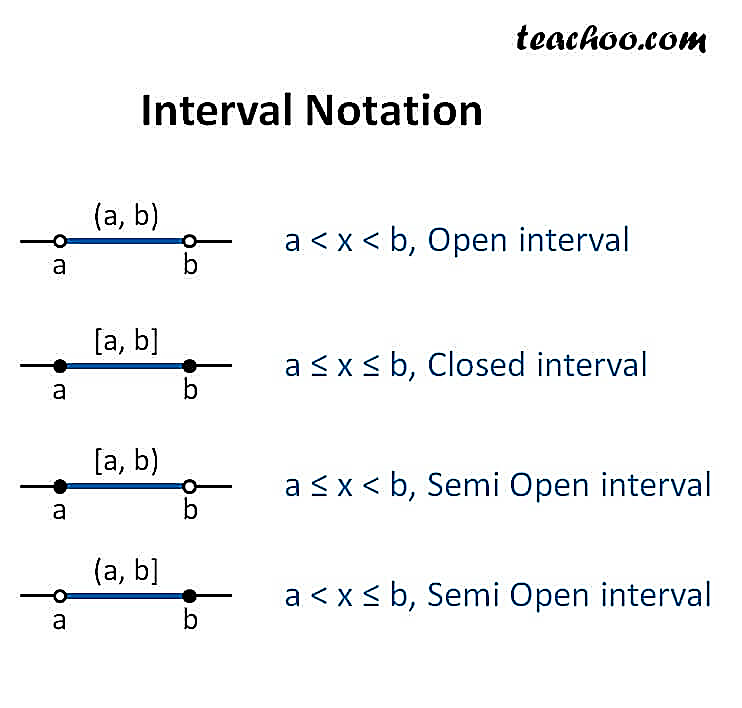 teachoo.com
Interval Notation
(a, b)
a b
a < x < b, Open interval
[a, b]
a b
a ≤ x ≤ b, Closed interval
[a, b)
a b
a ≤ x < b, Semi Open interval
(a, b]
a b
a < x ≤ b, Semi Open interval